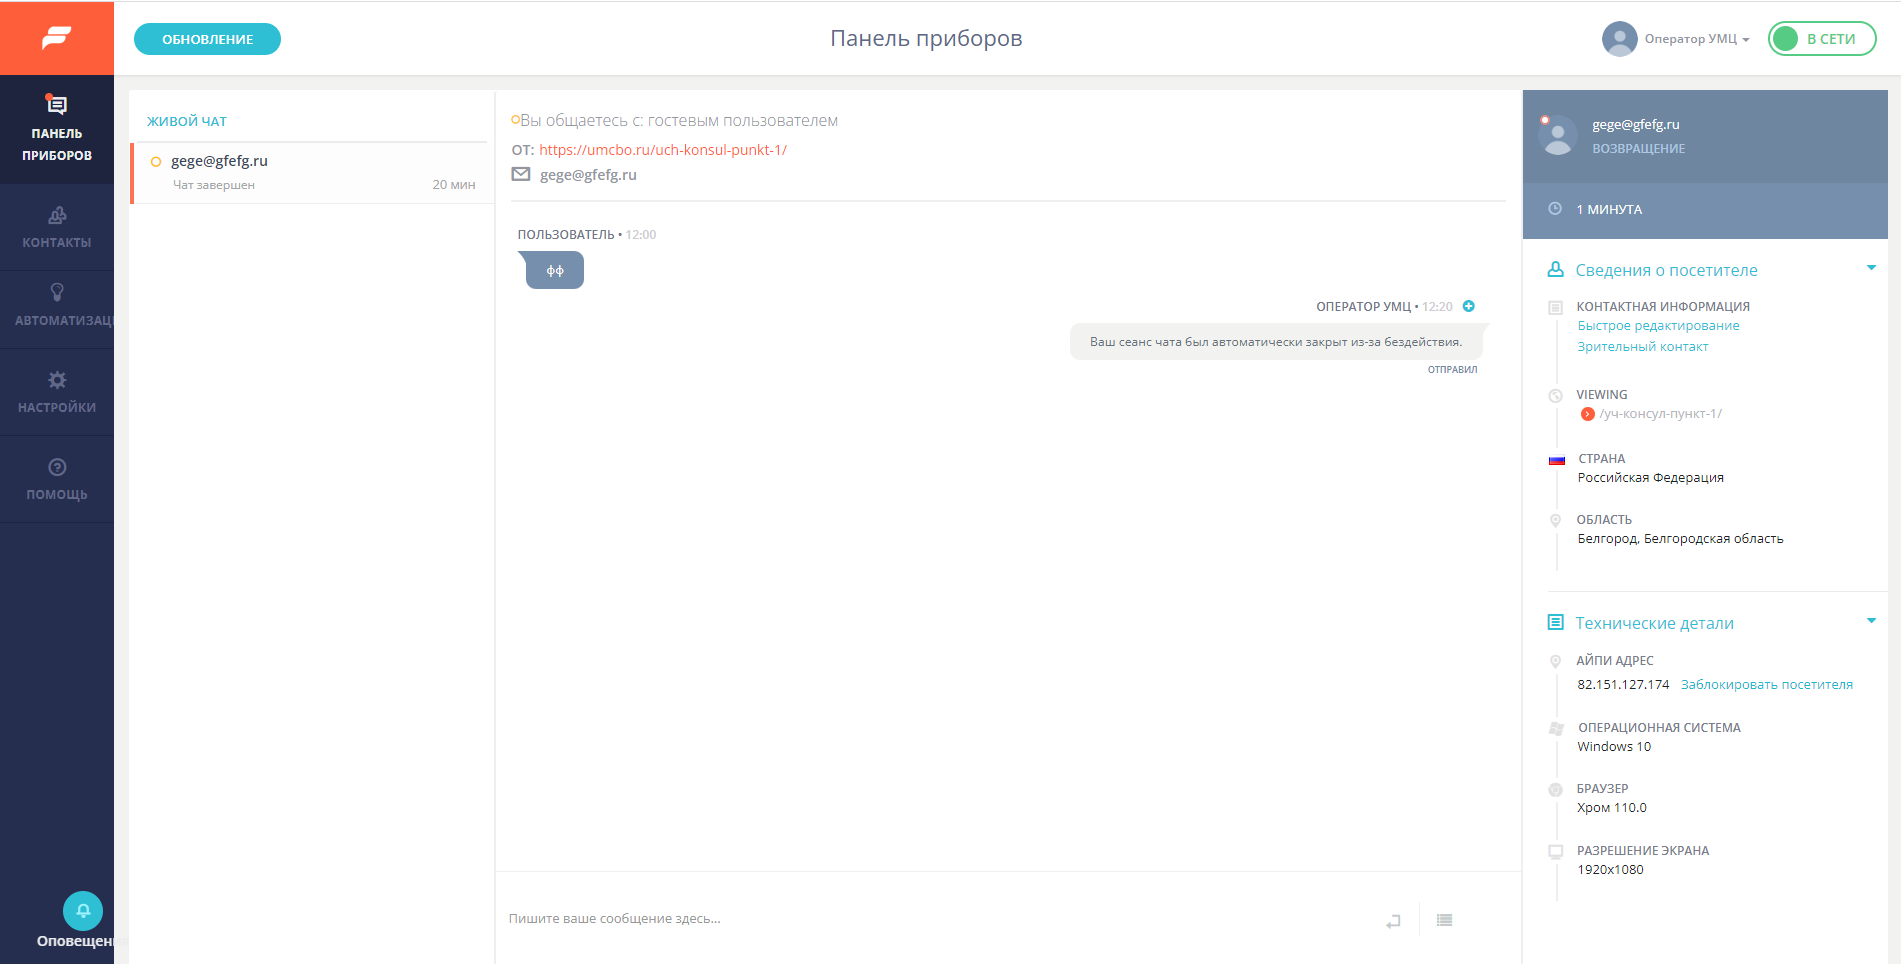 ОБНОВЛЕНИЕ
Панель приборов
Оператор УМЦ
В СЕТИ
ПАНЕЛЬ
ПРИБОРОВ
КОНТАКТЫ
АВТОМАТИЗАЦ
НАСТРОЙКИ
ПОМОЩЬ
Оповещен
ЖИВОЙ ЧАТ
gege@gfefg.ru
Чат завершен 20 мин
Вы общаетесь с: гостевым пользователем
ОТ: https://umcbo.ru/uch-konsul-punkt-1/
gege@gfefg.ru
ПОЛЬЗОВАТЕЛЬ • 12:00
фф
ОПЕРАТОР УМЦ • 12:20
Ваш сеанс чата был автоматически закрыт из-за бездействия.
ОТПРАВИЛ
Пишите ваше сообщение здесь...
gege@gfefg.ru
ВОЗВРАЩЕНИЕ
1 МИНУТА
Сведения о посетителе
КОНТАКТНАЯ ИНФОРМАЦИЯ
Быстрое редактирование
Зрительный контакт
VIEWING
/уч-консул-пункт-1/
СТРАНА
Российская Федерация
ОБЛАСТЬ
Белгород, Белгородская область
Технические детали
АЙПИ АДРЕС
82.151.127.174 Заблокировать посетителя
ОПЕРАЦИОННАЯ СИСТЕМА
Windows 10
БРАУЗЕР
Хром 110.0
РАЗРЕШЕНИЕ ЭКРАНА
1920x1080